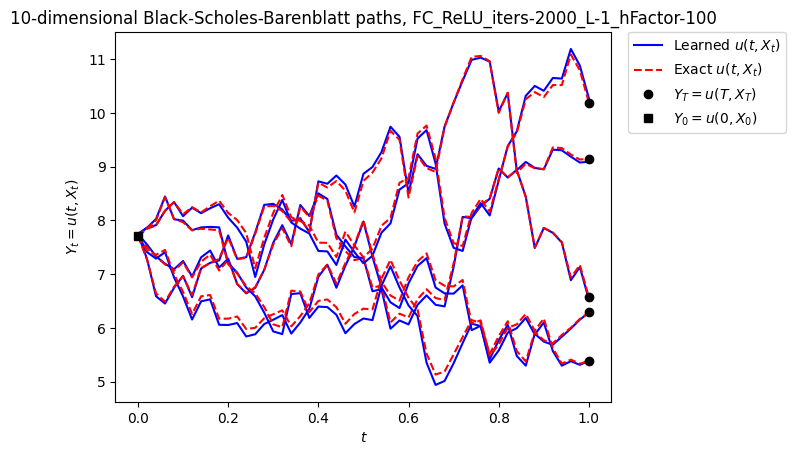 10-dimensional Black-Scholes-Barenblatt paths, FC_ReLU_iters-2000_L-1_hFactor-100
Learned u(t, X_t)
Exact u(t, X_t)
Y_T = u(T, X_T)
Y_0 = u(0, X_0)
Y_t = u(t, X_t)
11
10
9
8
7
6
5
0.0 0.2 0.4 0.6 0.8 1.0
t